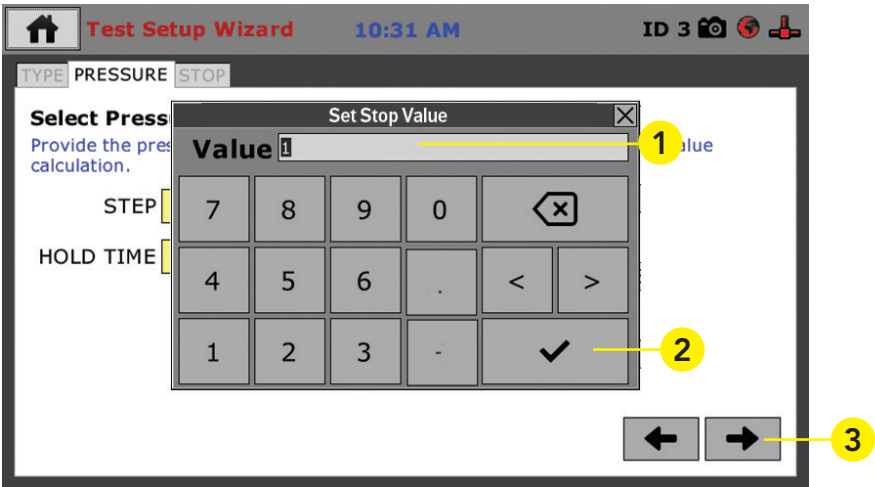 Test Setup Wizard 10:31 AM ID 3
TYPE PRESSURE STOP
Select Press
Set Stop Value
Provide the pres alue
calculation.
Value 1 1
STEP
7 8 9 0
HOLD TIME
4 5 6 . < >
1 2 3 - 2
3